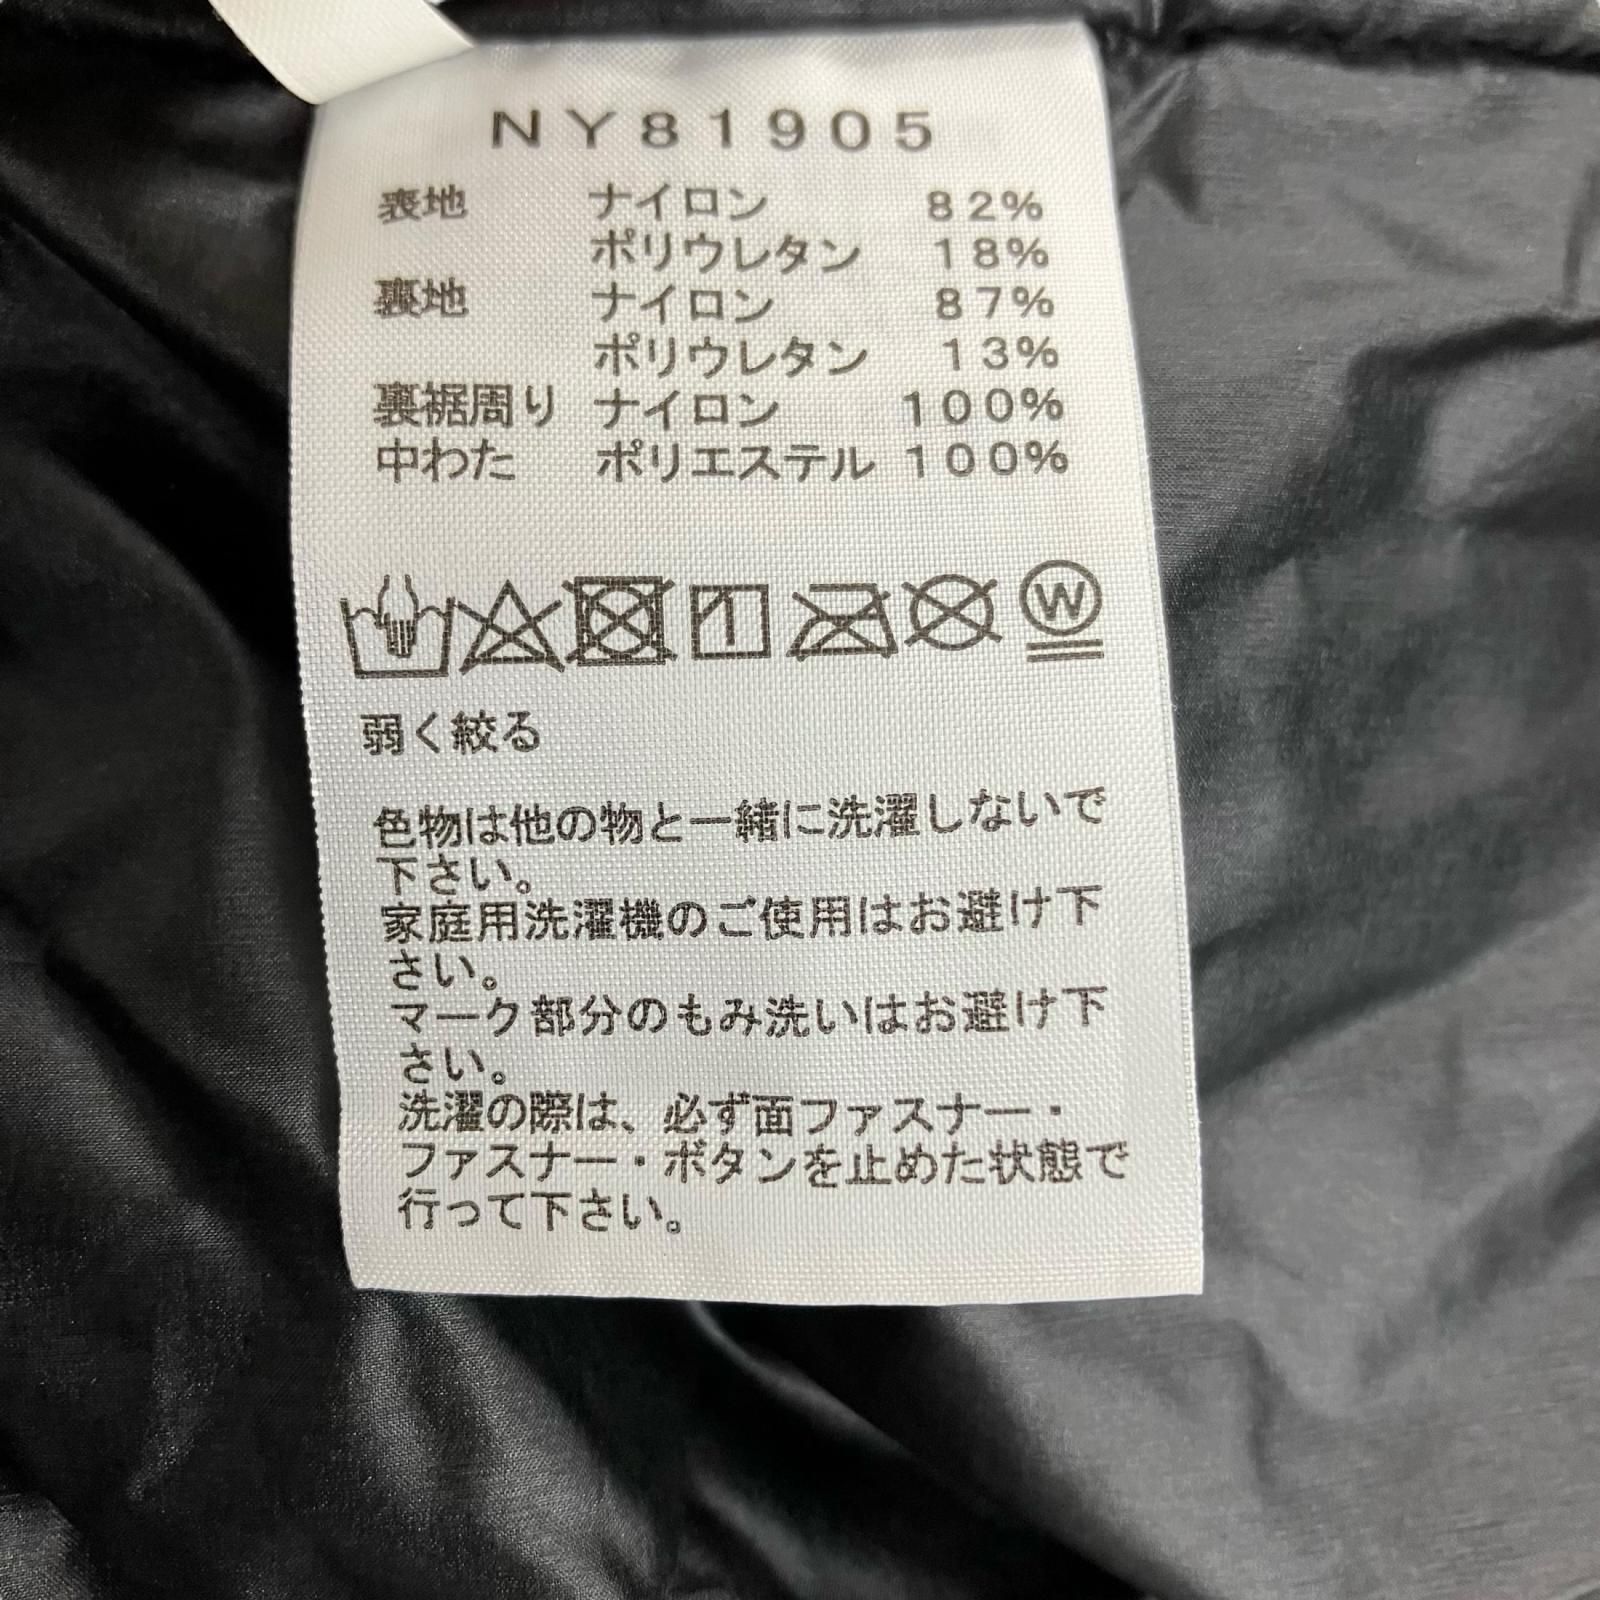 NY81905
表地 ナイロン 82%
ポリウレタン 18%
裏地 ナイロン 87%
ポリウレタン 13%
裏裾周り ナイロン 100%
中わた ポリエステル 100%
W
弱く絞る
色物は他の物と一緒に洗濯しないで
下さい。
家庭用洗濯機のご使用はお避け下
さい。
マーク部分のもみ洗いはお避け下
さい。
洗濯の際は、必ず面ファスナー・
ファスナー・ボタンを止めた状態で
行って下さい。